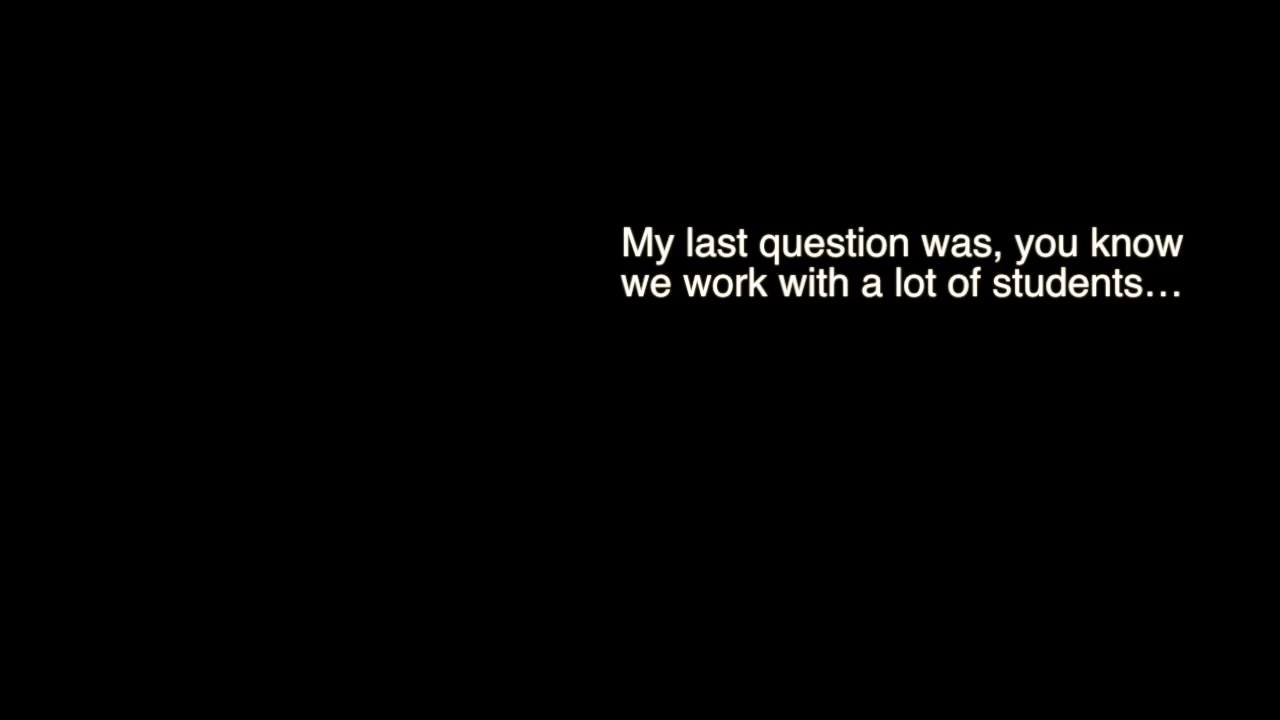 My last question was, you know
we work with a lot of students…